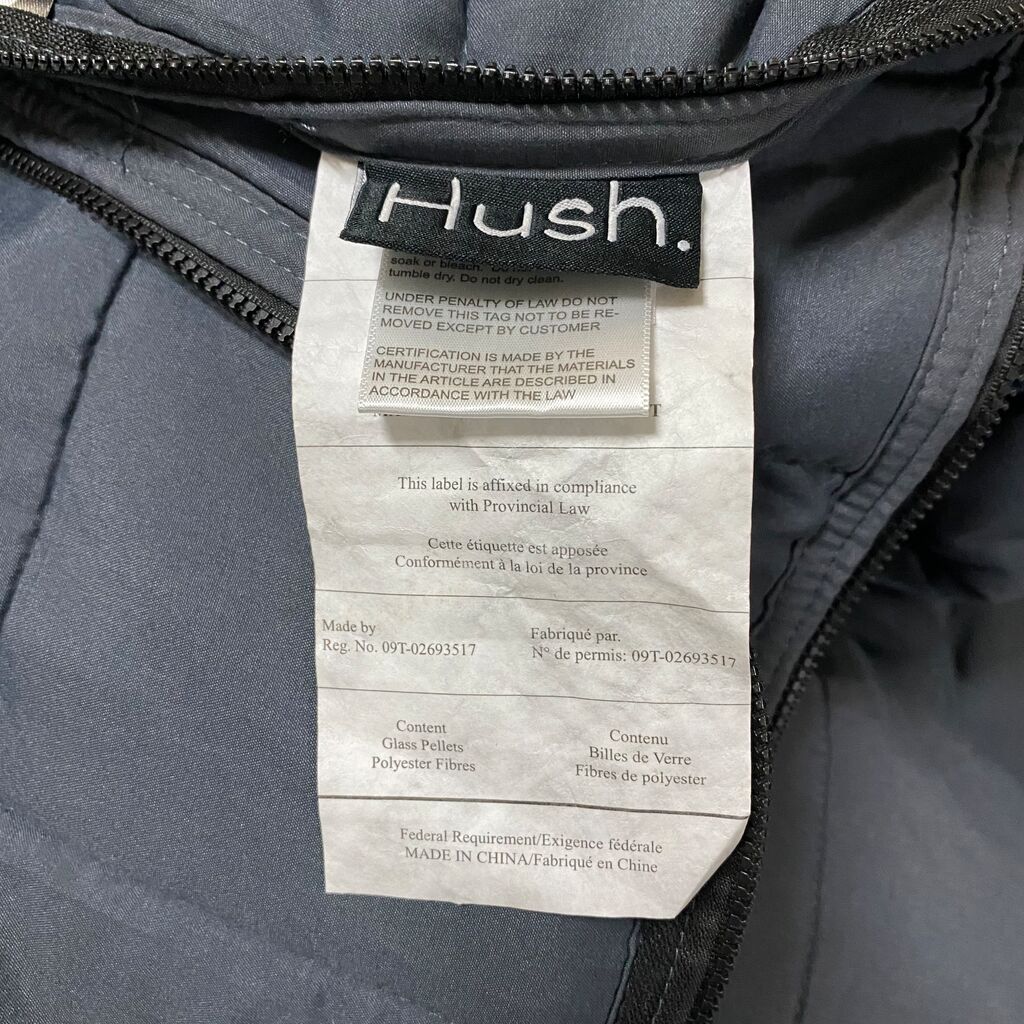 Hush.
soak or bleach. Do
tumble dry. Do not dry clean.
UNDER PENALTY OF LAW DO NOT
REMOVE THIS TAG NOT TO BE RE-
MOVED EXCEPT BY CUSTOMER
CERTIFICATION IS MADE BY THE
MANUFACTURER THAT THE MATERIALS
IN THE ARTICLE ARE DESCRIBED IN
ACCORDANCE WITH THE LAW
This label is affixed in compliance
with Provincial Law
Cette étiquette est apposée
Conformément à la loi de la province
Made by
Reg. No. 09T-02693517
Fabriqué par.
N° de permis: 09T-02693517
Content
Glass Pellets
Polyester Fibres
Contenu
Billes de Verre
Fibres de polyester
Federal Requirement/Exigence fédérale
MADE IN CHINA/Fabriqué en Chine